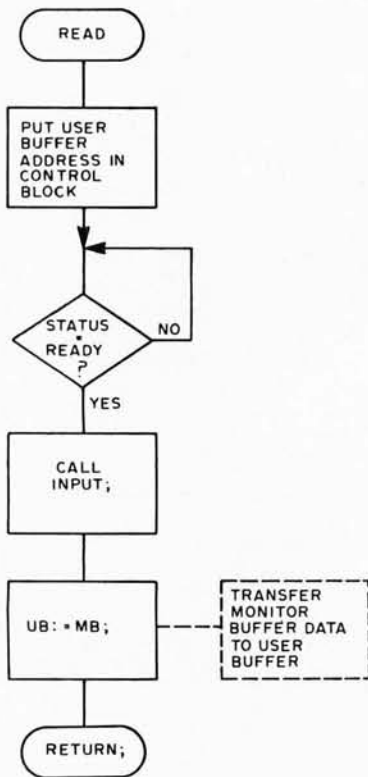 READ
PUT USER
BUFFER
ADDRESS IN
CONTROL
BLOCK
STATUS
=
READY
?
NO
YES
CALL
INPUT;
UB:=MB;
TRANSFER
MONITOR
BUFFER DATA
TO USER
BUFFER
RETURN;